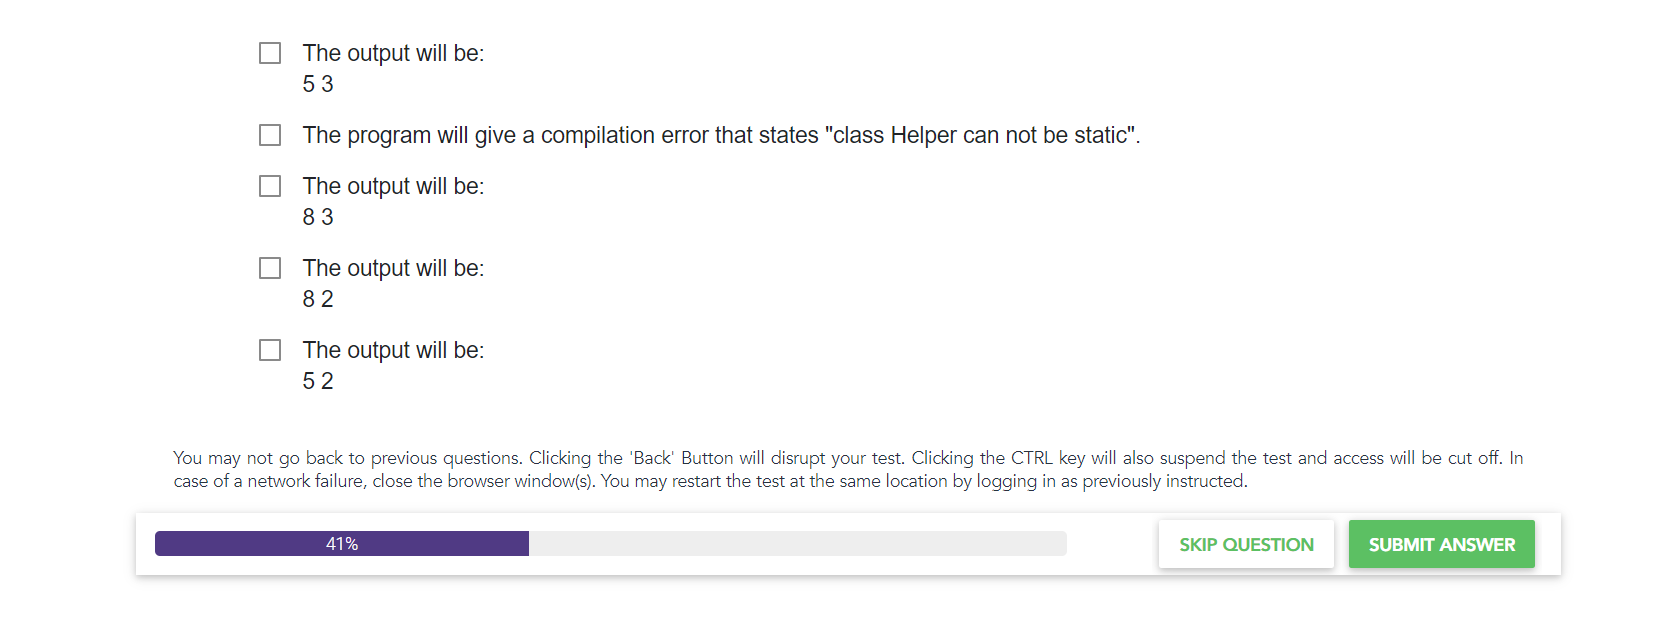 The output will be:
5 3
The program will give a compilation error that states "class Helper can not be static".
The output will be:
8 3
The output will be:
8 2
The output will be:
5 2
You may not go back to previous questions. Clicking the 'Back' Button will disrupt your test. Clicking the CTRL key will also suspend the test and access will be cut off. In
case of a network failure, close the browser window(s). You may restart the test at the same location by logging in as previously instructed.
41%
SKIP QUESTION
SUBMIT ANSWER